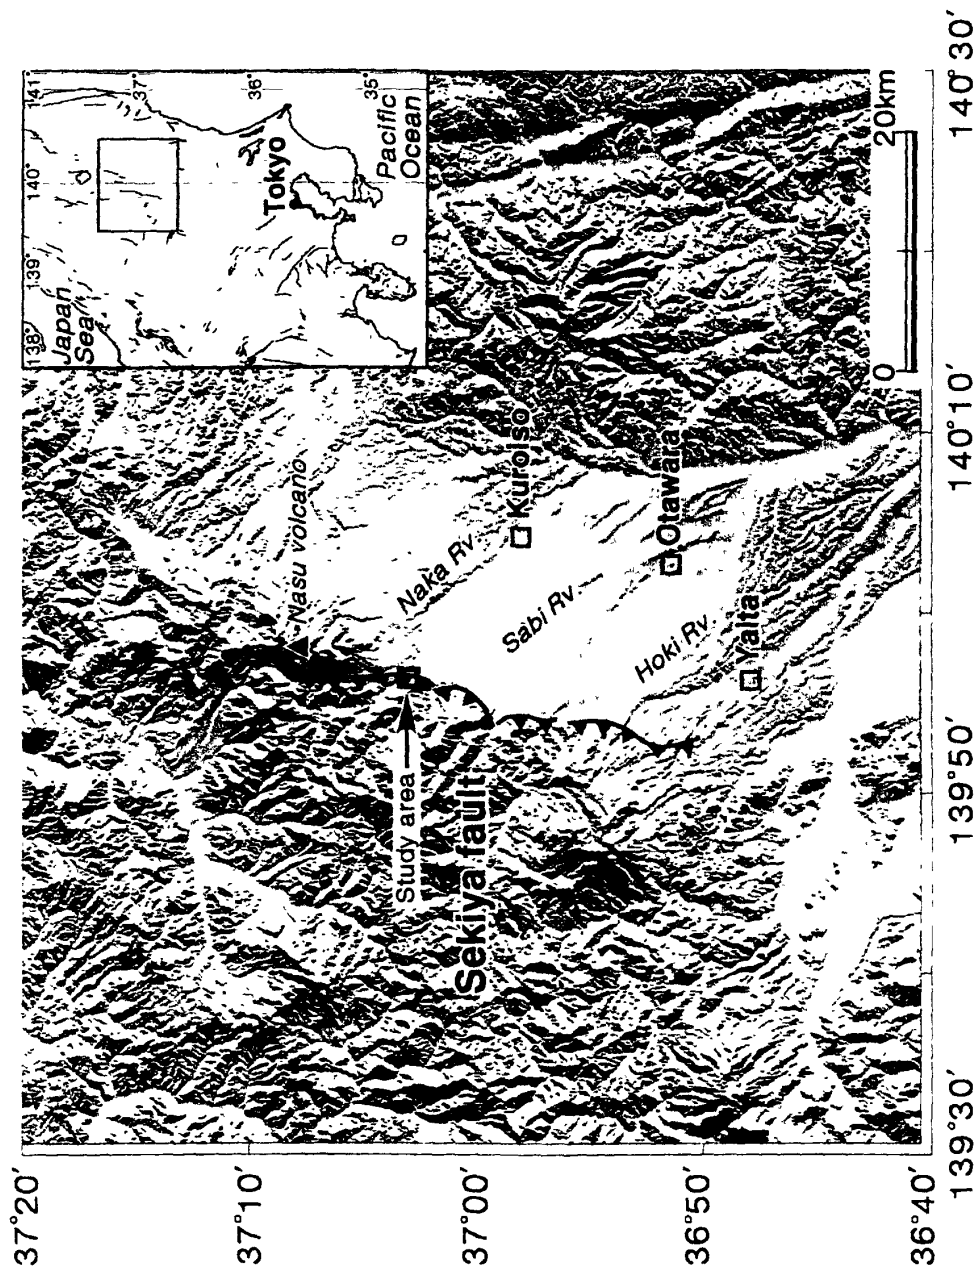 37°20′
37°10′
37°00′
36°50′
36°40′
139°30′
139°50′
140°10′
140°30′
138°
139°
140°
141°
37°
36°
35°
Japan
Sea
Tokyo
Pacific
Ocean
Nasu volcano
Study area
Sekiya fault
Naka Rv.
Kuroiso
Sabi Rv.
Otawara
Hoki Rv.
Yaita
0
20km